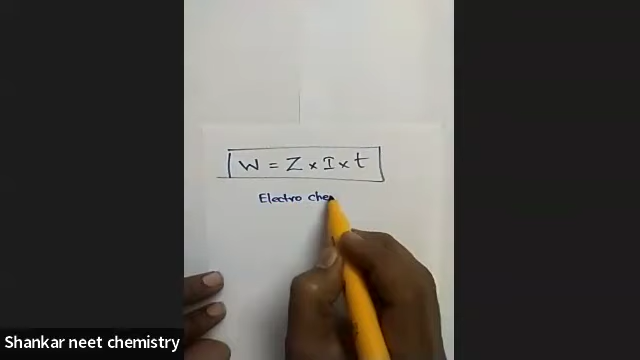 W = Z × I × t
Electro che
Shankar neet chemistry